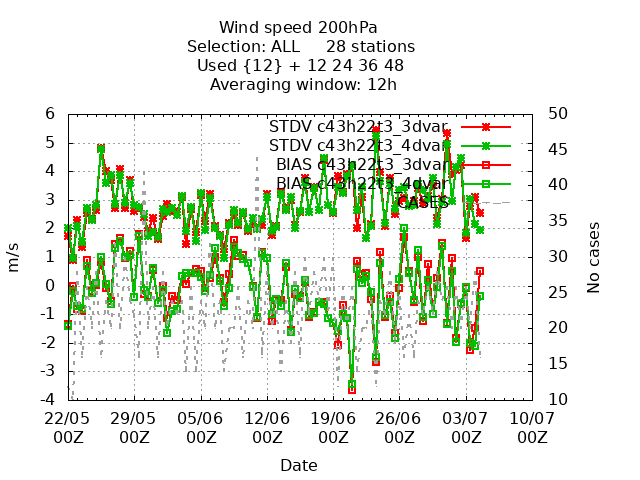 Wind speed 200hPa
Selection: ALL 28 stations
Used {12} + 12 24 36 48
Averaging window: 12h
STDV c43h22t3_3dvar
STDV c43h22t3_4dvar
BIAS c43h22t3_3dvar
BIAS c43h22t3_4dvar
CASES
m/s
6
5
4
3
2
1
0
-1
-2
-3
-4
No cases
50
45
40
35
30
25
20
15
10
22/05 29/05 05/06 12/06 19/06 26/06 03/07 10/07
00Z 00Z 00Z 00Z 00Z 00Z 00Z 00Z
Date